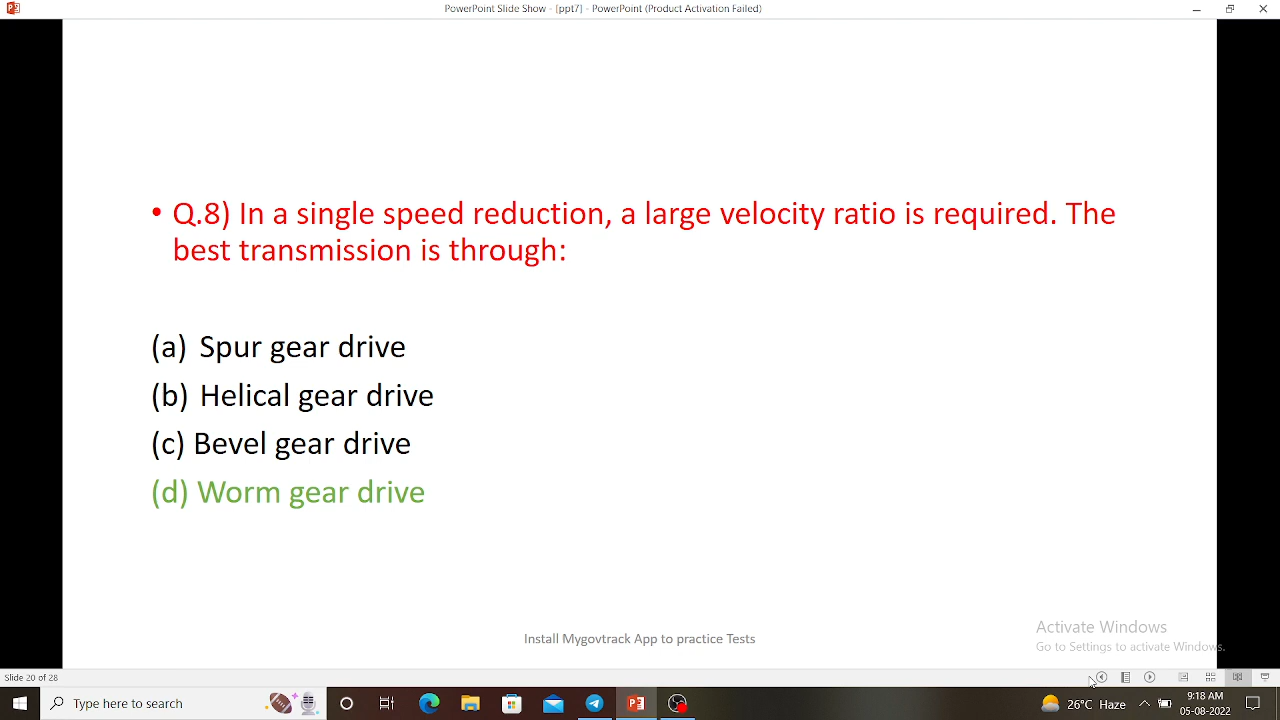 PowerPoint Slide Show - [ppt7] - PowerPoint (Product Activation Failed)
• Q.8) In a single speed reduction, a large velocity ratio is required. The
best transmission is through:
(a) Spur gear drive
(b) Helical gear drive
(c) Bevel gear drive
(d) Worm gear drive
Install Mygovtrack App to practice Tests
Activate Windows
Go to Settings to activate Windows.
Slide 20 of 28
Type here to search
26°C Haze
9:18 AM
05-08-2022